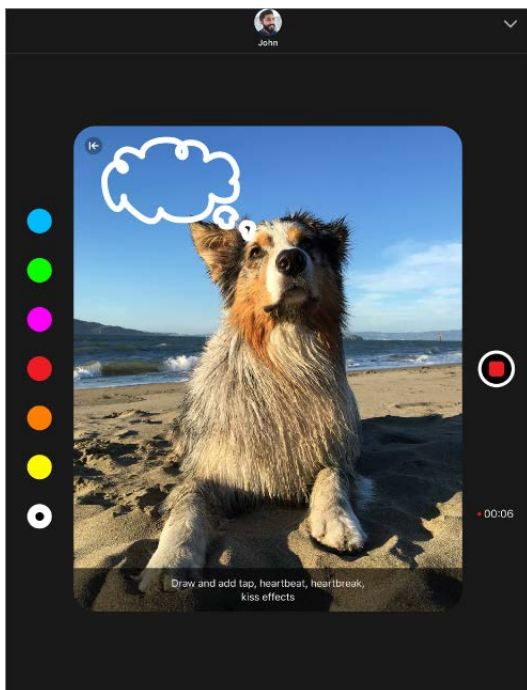 John
00:06
Draw and add tap, heartbeat, heartbreak,
kiss effects